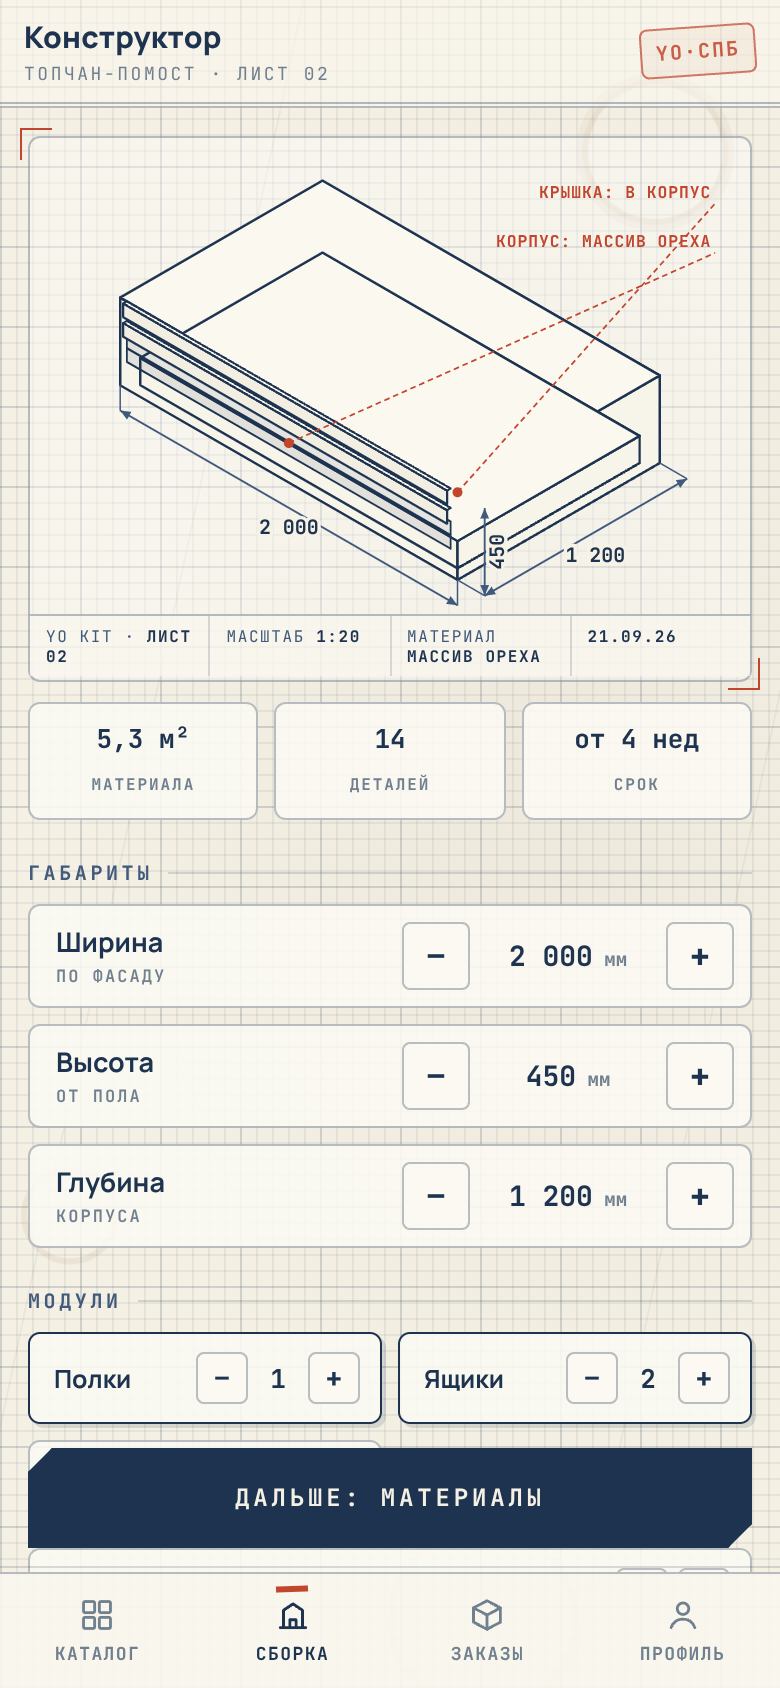 Конструктор
ТОПЧАН-ПОМОСТ · ЛИСТ 02
YO·СПБ
КРЫШКА: В КОРПУС
КОРПУС: МАССИВ ОРЕХА
2 000
450
1 200
YO KIT · ЛИСТ 02
МАСШТАБ 1:20
МАТЕРИАЛ МАССИВ ОРЕХА
21.09.26
5,3 м²
МАТЕРИАЛА
14
ДЕТАЛЕЙ
от 4 нед
СРОК
ГАБАРИТЫ
Ширина
ПО ФАСАДУ
− 2 000 мм +
Высота
ОТ ПОЛА
− 450 мм +
Глубина
КОРПУСА
− 1 200 мм +
МОДУЛИ
Полки − 1 +
Ящики − 2 +
ДАЛЬШЕ: МАТЕРИАЛЫ
КАТАЛОГ
СБОРКА
ЗАКАЗЫ
ПРОФИЛЬ